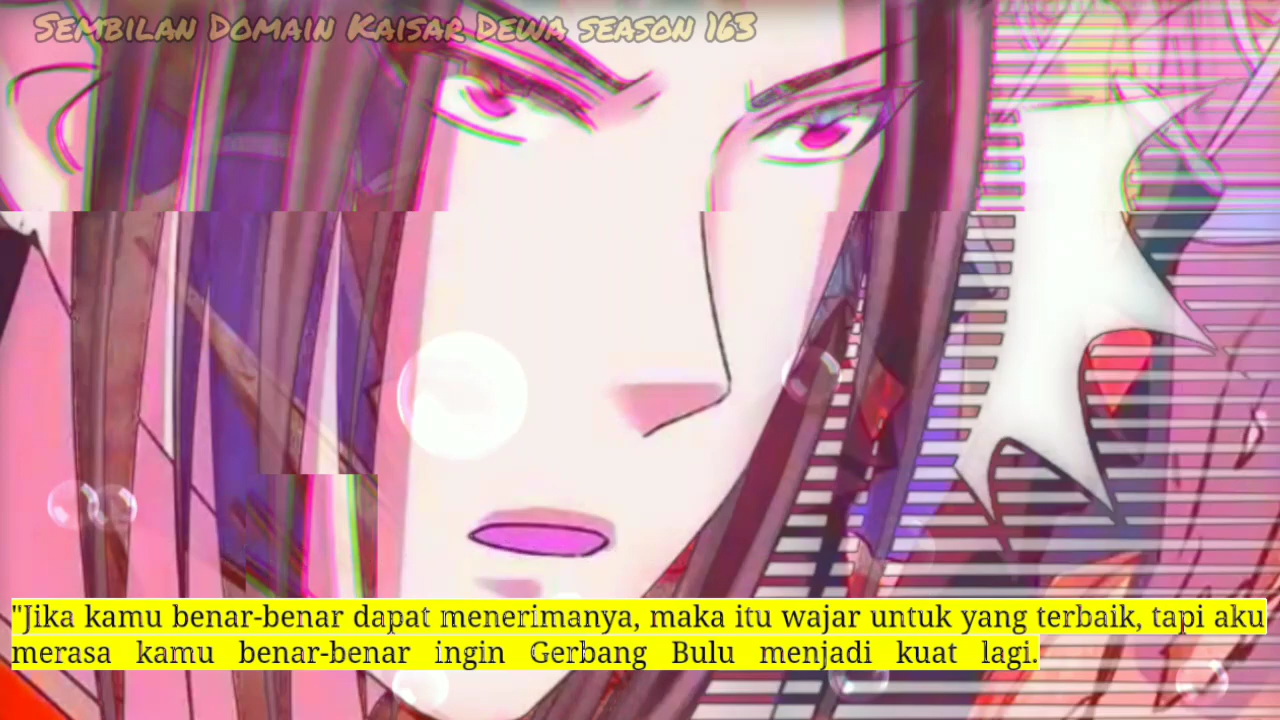 Sembilan Domain Kaisar Dewa season 163
"Jika kamu benar-benar dapat menerimanya, maka itu wajar untuk yang terbaik, tapi aku
merasa kamu benar-benar ingin Gerbang Bulu menjadi kuat lagi.